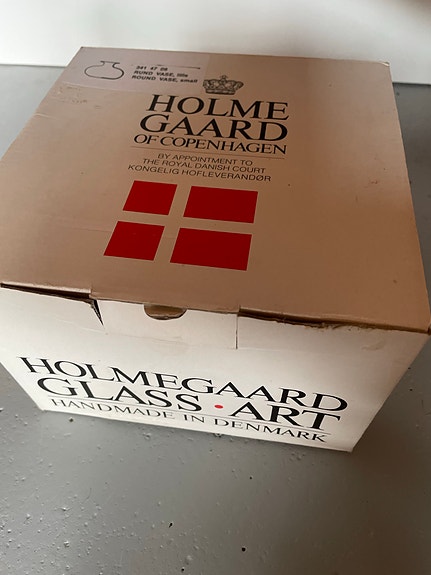 341 47 09
RUND VASE, lille
ROUND VASE, small
HOLME
GAARD
OF COPENHAGEN
BY APPOINTMENT TO
THE ROYAL DANISH COURT
KONGELIG HOFLEVERANDØR
HOLMEGAARD
GLASS • ART
HANDMADE IN DENMARK